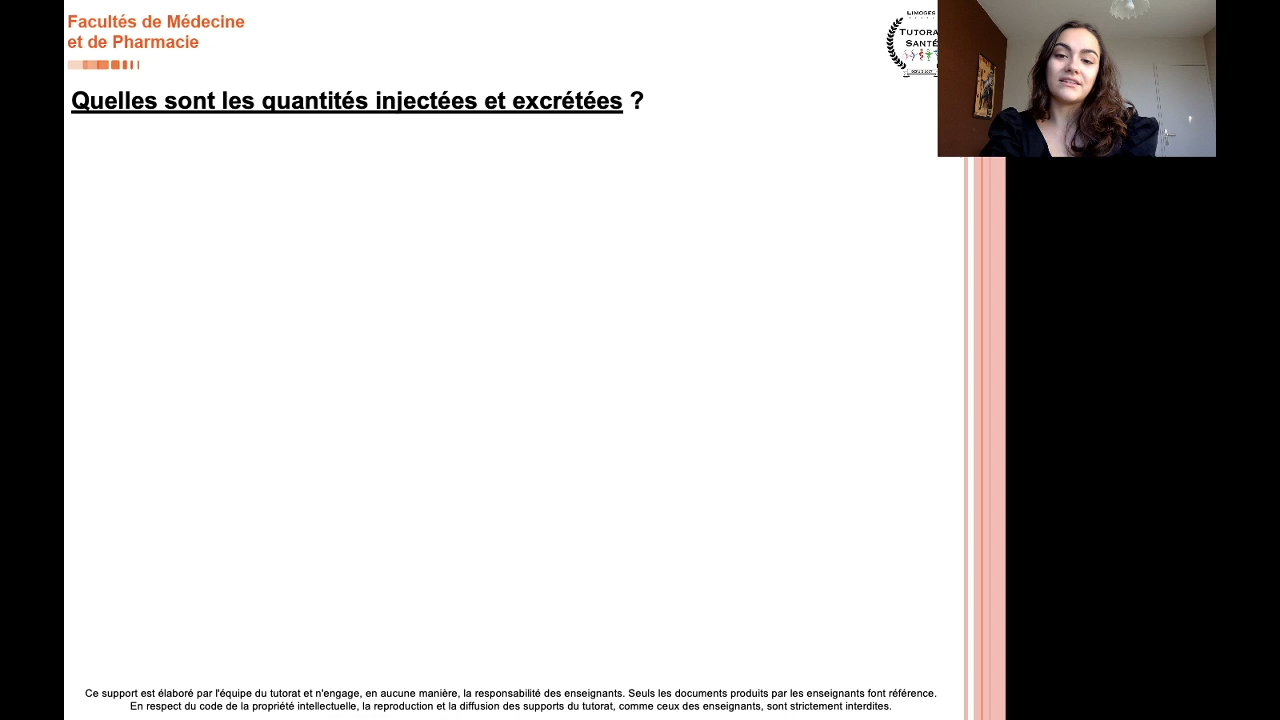 Facultés de Médecine
et de Pharmacie
LIMOGES
TUTORA
SANTÉ
Quelles sont les quantités injectées et excrétées ?
Ce support est élaboré par l'équipe du tutorat et n'engage, en aucune manière, la responsabilité des enseignants. Seuls les documents produits par les enseignants font référence.
En respect du code de la propriété intellectuelle, la reproduction et la diffusion des supports du tutorat, comme ceux des enseignants, sont strictement interdites.